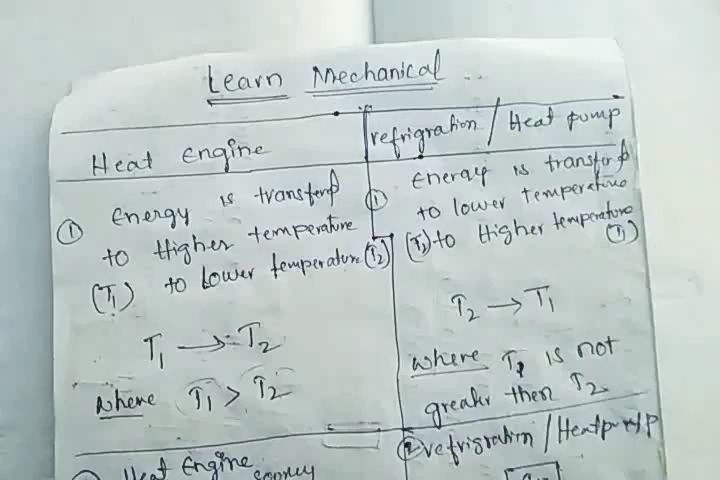 Learn Mechanical
Heat Engine
① Energy is transferd
to Higher temperature
(T1) to Lower temperature (T2)
T1 → T2
where T1 > T2
Heat Engine
refrigration / Heat pump
① Energy is transferd
to lower temperature
(T2) to Higher temperature
(T1)
T2 → T1
where T1 is not
greater then T2
② refrigration / Heat pump